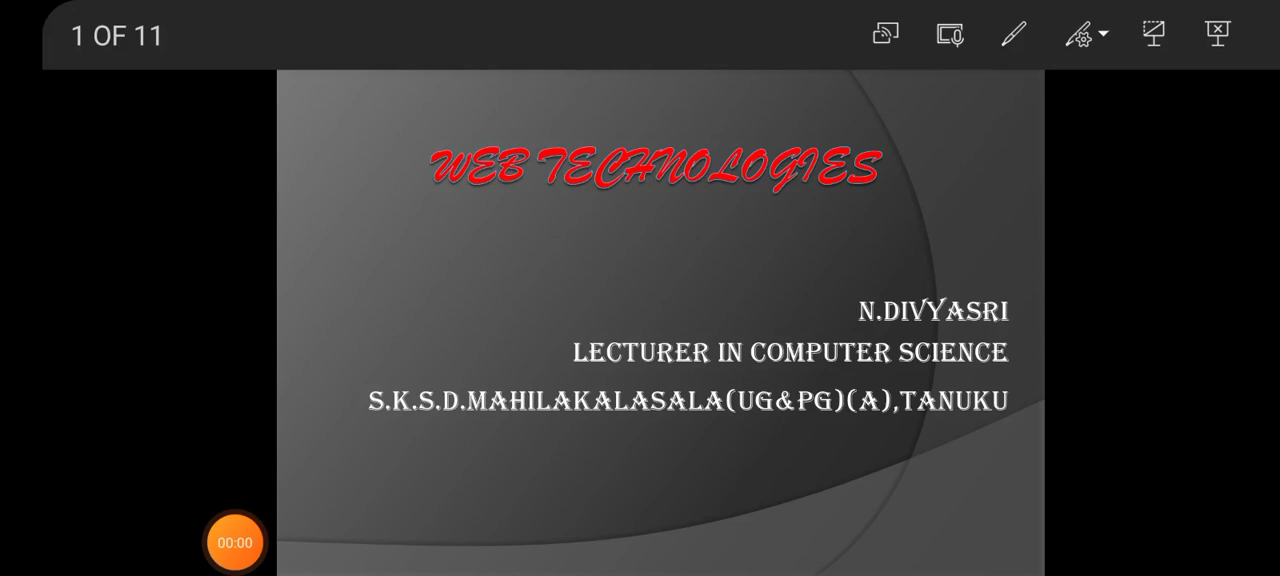 1 OF 11
WEB TECHNOLOGIES
N.DIVYASRI
LECTURER IN COMPUTER SCIENCE
S.K.S.D.MAHILAKALASALA(UG&PG)(A),TANUKU
00:00